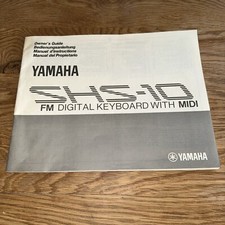 Owner's Guide
Bedienungsanleitung
Manuel d'instructions
Manual del Propietario
YAMAHA
SHS-10
FM DIGITAL KEYBOARD WITH MIDI
YAMAHA